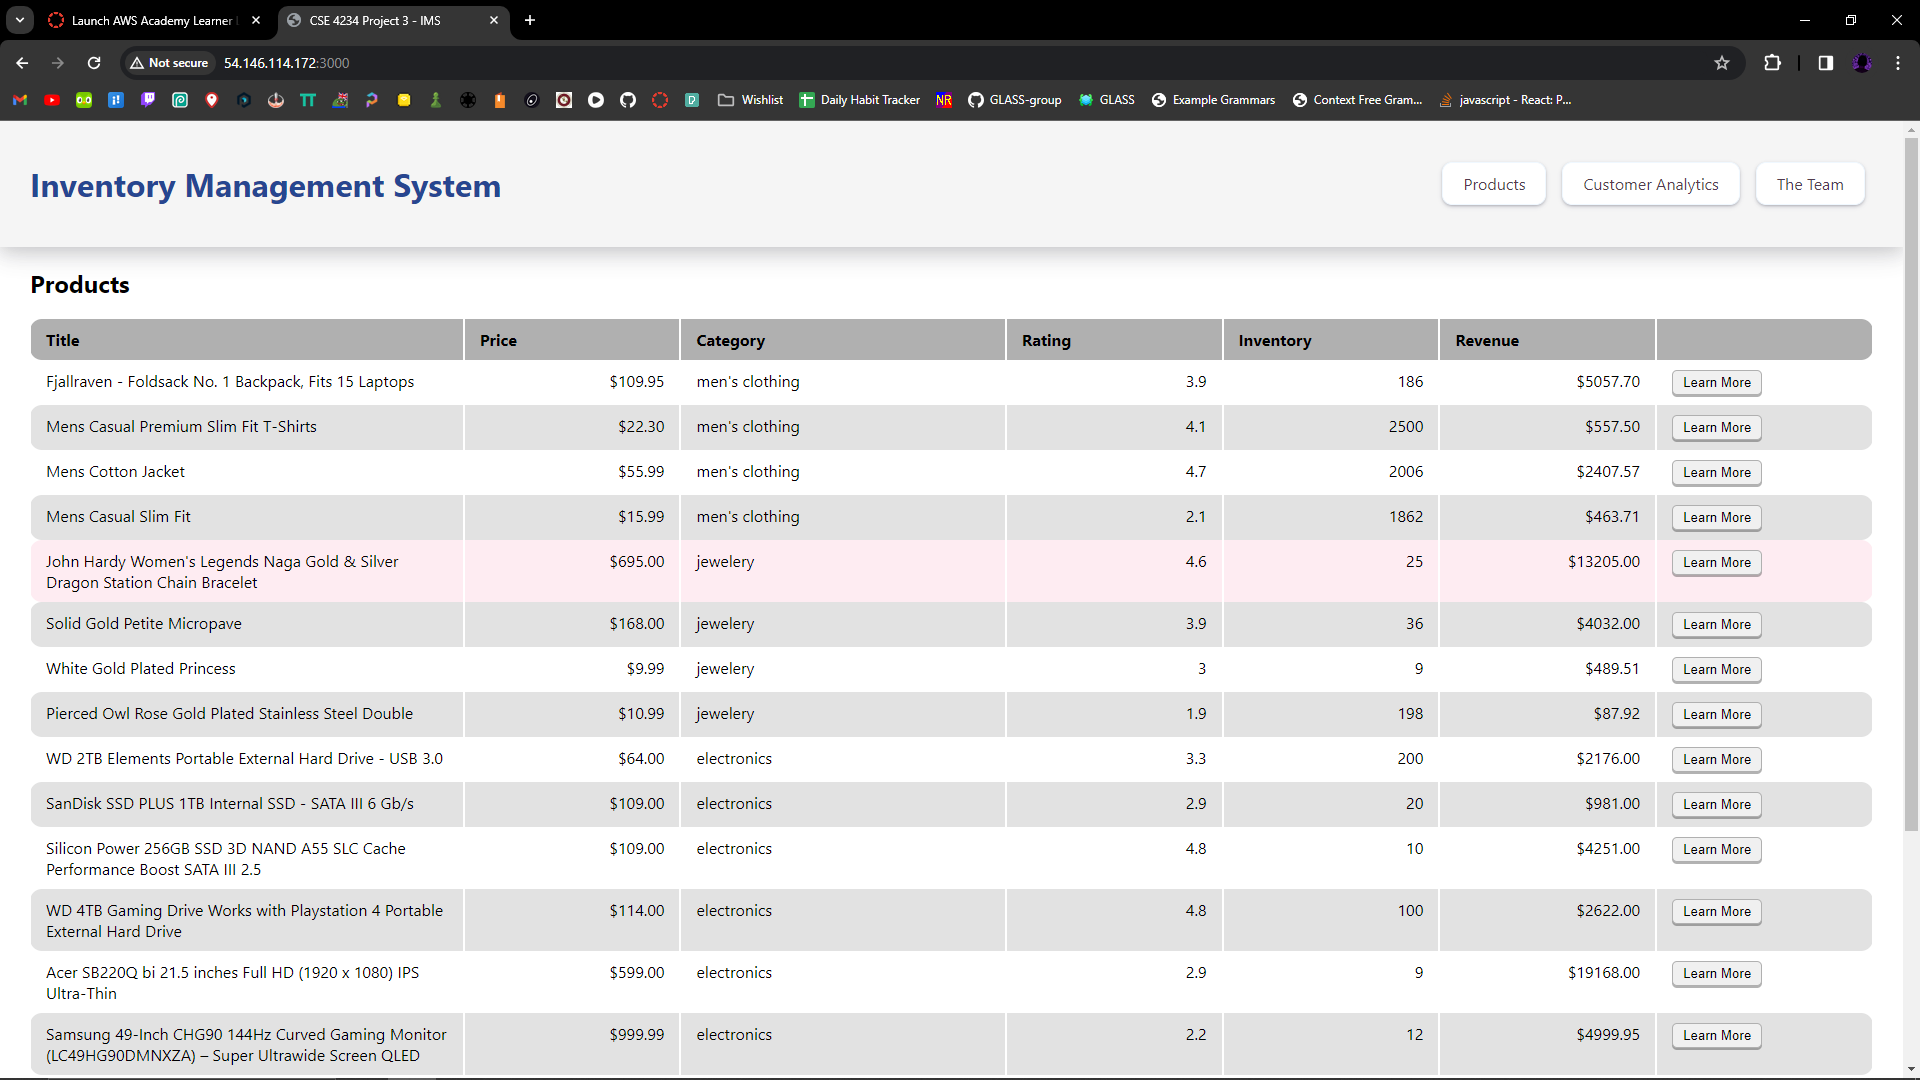 Launch AWS Academy Learner
CSE 4234 Project 3 - IMS
Not secure
54.146.114.172:3000
Wishlist
Daily Habit Tracker
NR
GLASS-group
GLASS
Example Grammars
Context Free Gram...
javascript - React: P...
Inventory Management System
Products
Customer Analytics
The Team
Products
Title Price Category Rating Inventory Revenue
Fjallraven - Foldsack No. 1 Backpack, Fits 15 Laptops $109.95 men's clothing 3.9 186 $5057.70 Learn More
Mens Casual Premium Slim Fit T-Shirts $22.30 men's clothing 4.1 2500 $557.50 Learn More
Mens Cotton Jacket $55.99 men's clothing 4.7 2006 $2407.57 Learn More
Mens Casual Slim Fit $15.99 men's clothing 2.1 1862 $463.71 Learn More
John Hardy Women's Legends Naga Gold & Silver $695.00 jewelery 4.6 25 $13205.00 Learn More
Dragon Station Chain Bracelet
Solid Gold Petite Micropave $168.00 jewelery 3.9 36 $4032.00 Learn More
White Gold Plated Princess $9.99 jewelery 3 9 $489.51 Learn More
Pierced Owl Rose Gold Plated Stainless Steel Double $10.99 jewelery 1.9 198 $87.92 Learn More
WD 2TB Elements Portable External Hard Drive - USB 3.0 $64.00 electronics 3.3 200 $2176.00 Learn More
SanDisk SSD PLUS 1TB Internal SSD - SATA III 6 Gb/s $109.00 electronics 2.9 20 $981.00 Learn More
Silicon Power 256GB SSD 3D NAND A55 SLC Cache $109.00 electronics 4.8 10 $4251.00 Learn More
Performance Boost SATA III 2.5
WD 4TB Gaming Drive Works with Playstation 4 Portable $114.00 electronics 4.8 100 $2622.00 Learn More
External Hard Drive
Acer SB220Q bi 21.5 inches Full HD (1920 x 1080) IPS $599.00 electronics 2.9 9 $19168.00 Learn More
Ultra-Thin
Samsung 49-Inch CHG90 144Hz Curved Gaming Monitor $999.99 electronics 2.2 12 $4999.95 Learn More
(LC49HG90DMNXZA) – Super Ultrawide Screen QLED